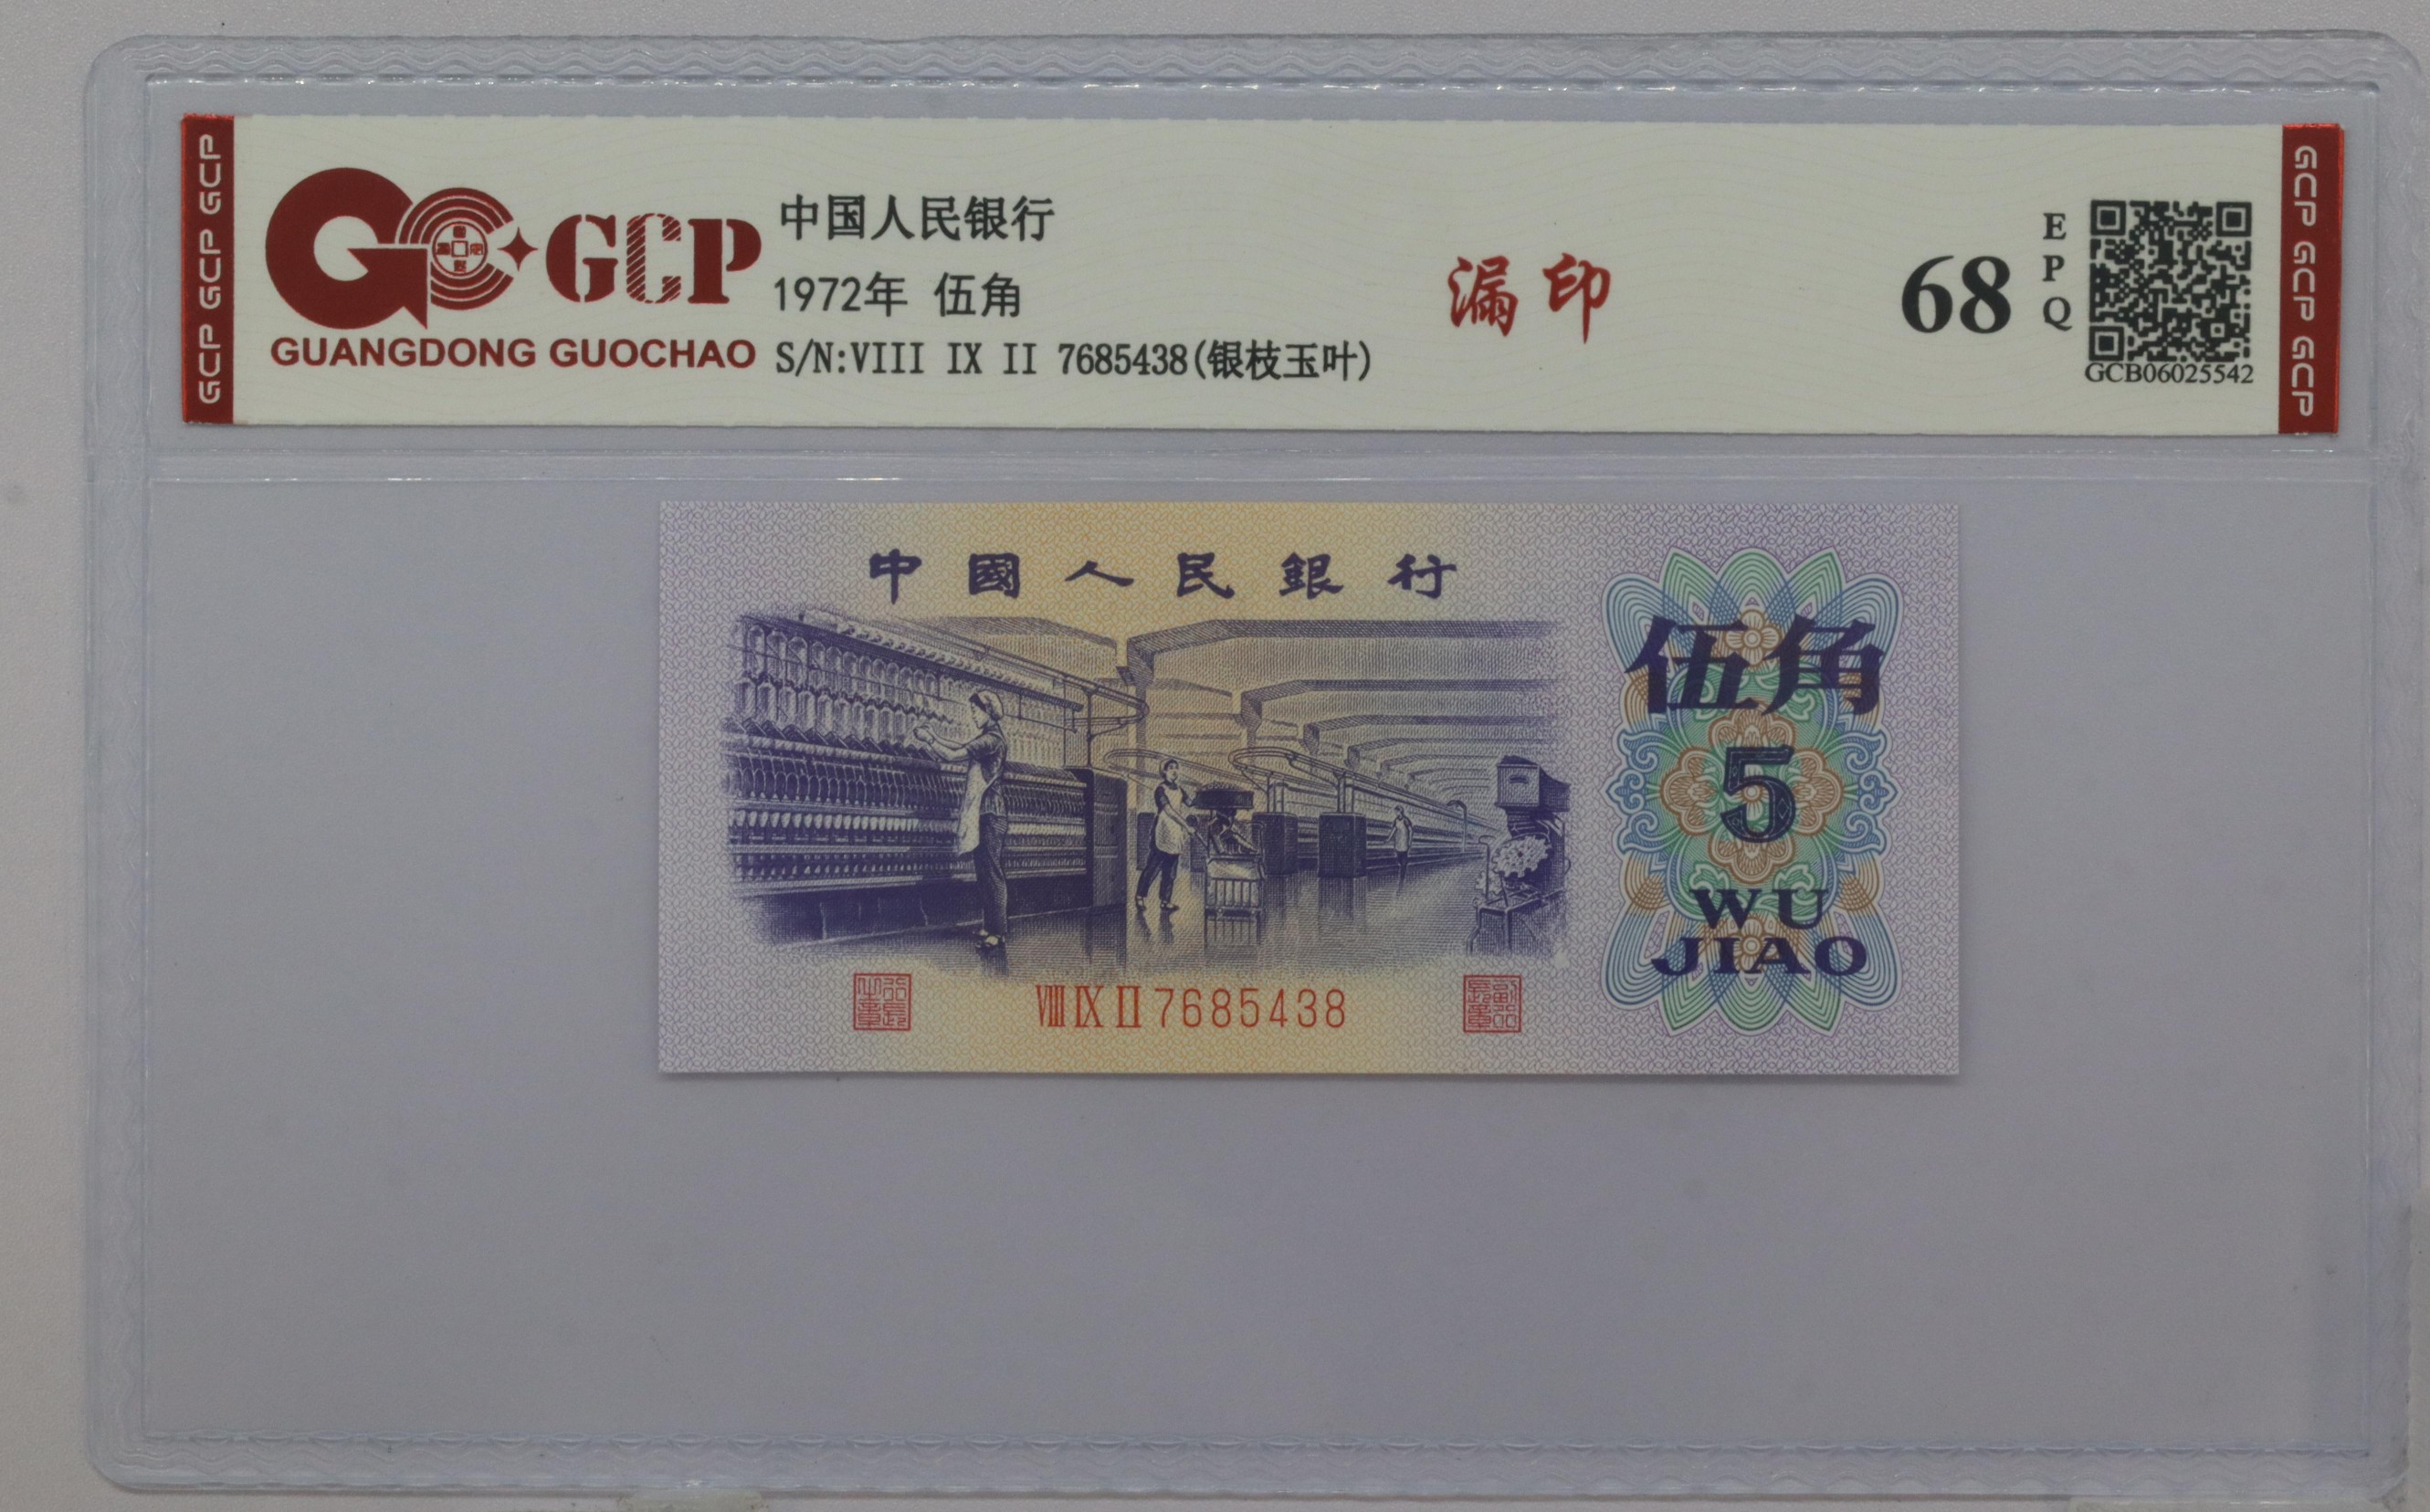 GCP GCP GCP
GCP
GUANGDONG GUOCHAO
中国人民银行
1972年 伍角
S/N:VIII IX II 7685438(银枝玉叶)
漏印
68
EPQ
GCB06025542
GCP GCP GCP
中國人民銀行
伍角
5
WU
JIAO
VIII IX II 7685438